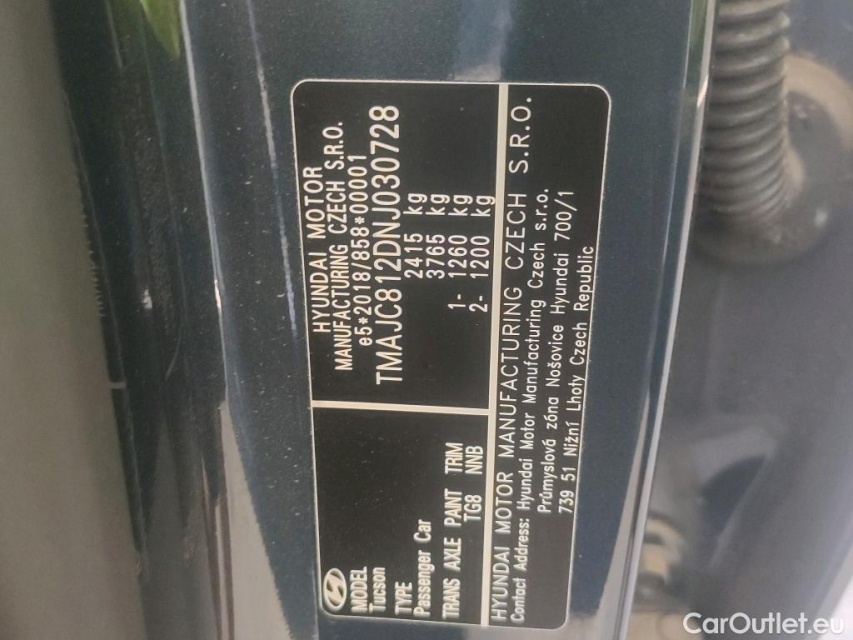 HYUNDAI MOTOR
MANUFACTURING CZECH S.R.O.
e5*2018/858*00001
TMAJC812DNJ030728
2415 kg
3765 kg
1- 1260 kg
2- 1200 kg
MODEL
Tucson
TYPE
Passenger Car
TRANS AXLE PAINT TRIM
TG8 NNB
HYUNDAI MOTOR MANUFACTURING CZECH S.R.O.
Contact Address: Hyundai Motor Manufacturing Czech s.r.o.
Průmyslová zóna Nošovice Hyundai 700/1
739 51 Nižní Lhoty Czech Republic
CarOutlet.eu